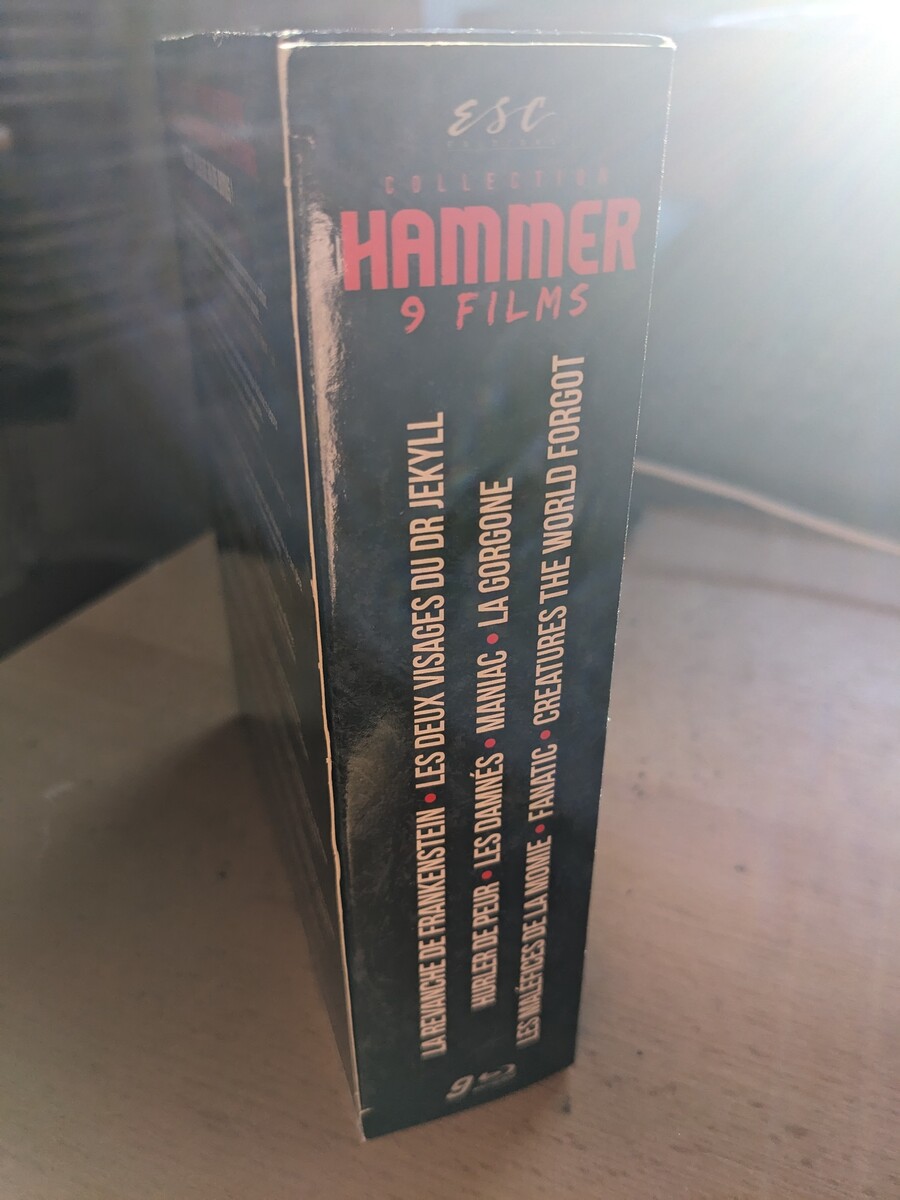 ESC
COLLECTION
HAMMER
9 FILMS
LA REVANCHE DE FRANKENSTEIN • LES DEUX VISAGES DU DR JEKYLL
HURLER DE PEUR • LES DAMNÉS • MANIAC • LA GORGONE
LES MALÉFICES DE LA MOMIE • FANATIC • CREATURES THE WORLD FORGOT
9